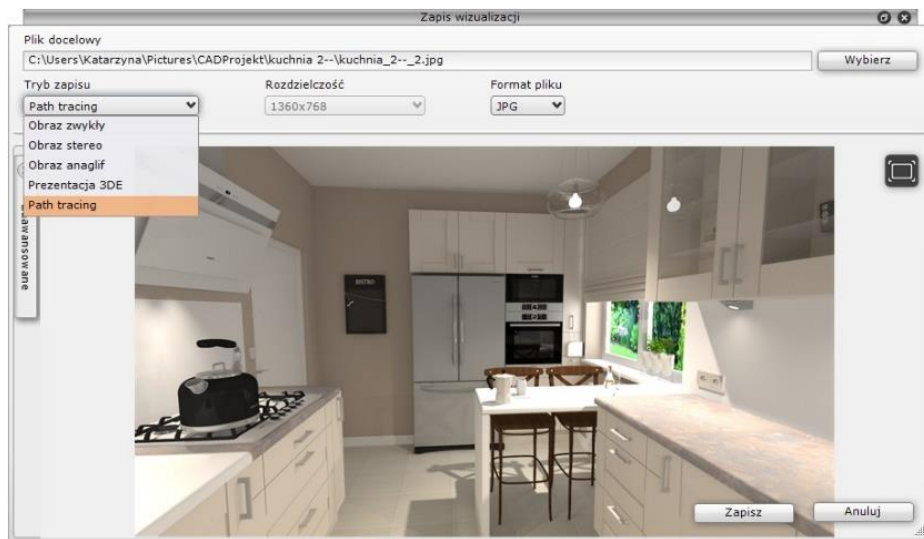 Zapis wizualizacji
Plik docelowy
C:\Users\Katarzyna\Pictures\CADProjekt\kuchnia 2--\kuchnia_2--_2.jpg
Wybierz
Tryb zapisu
Rozdzielczość
Format pliku
Path tracing
1360x768
JPG
Obraz zwykły
Obraz stereo
Obraz anaglif
Prezentacja 3DE
Path tracing
BISTRO
Zapisz
Anuluj